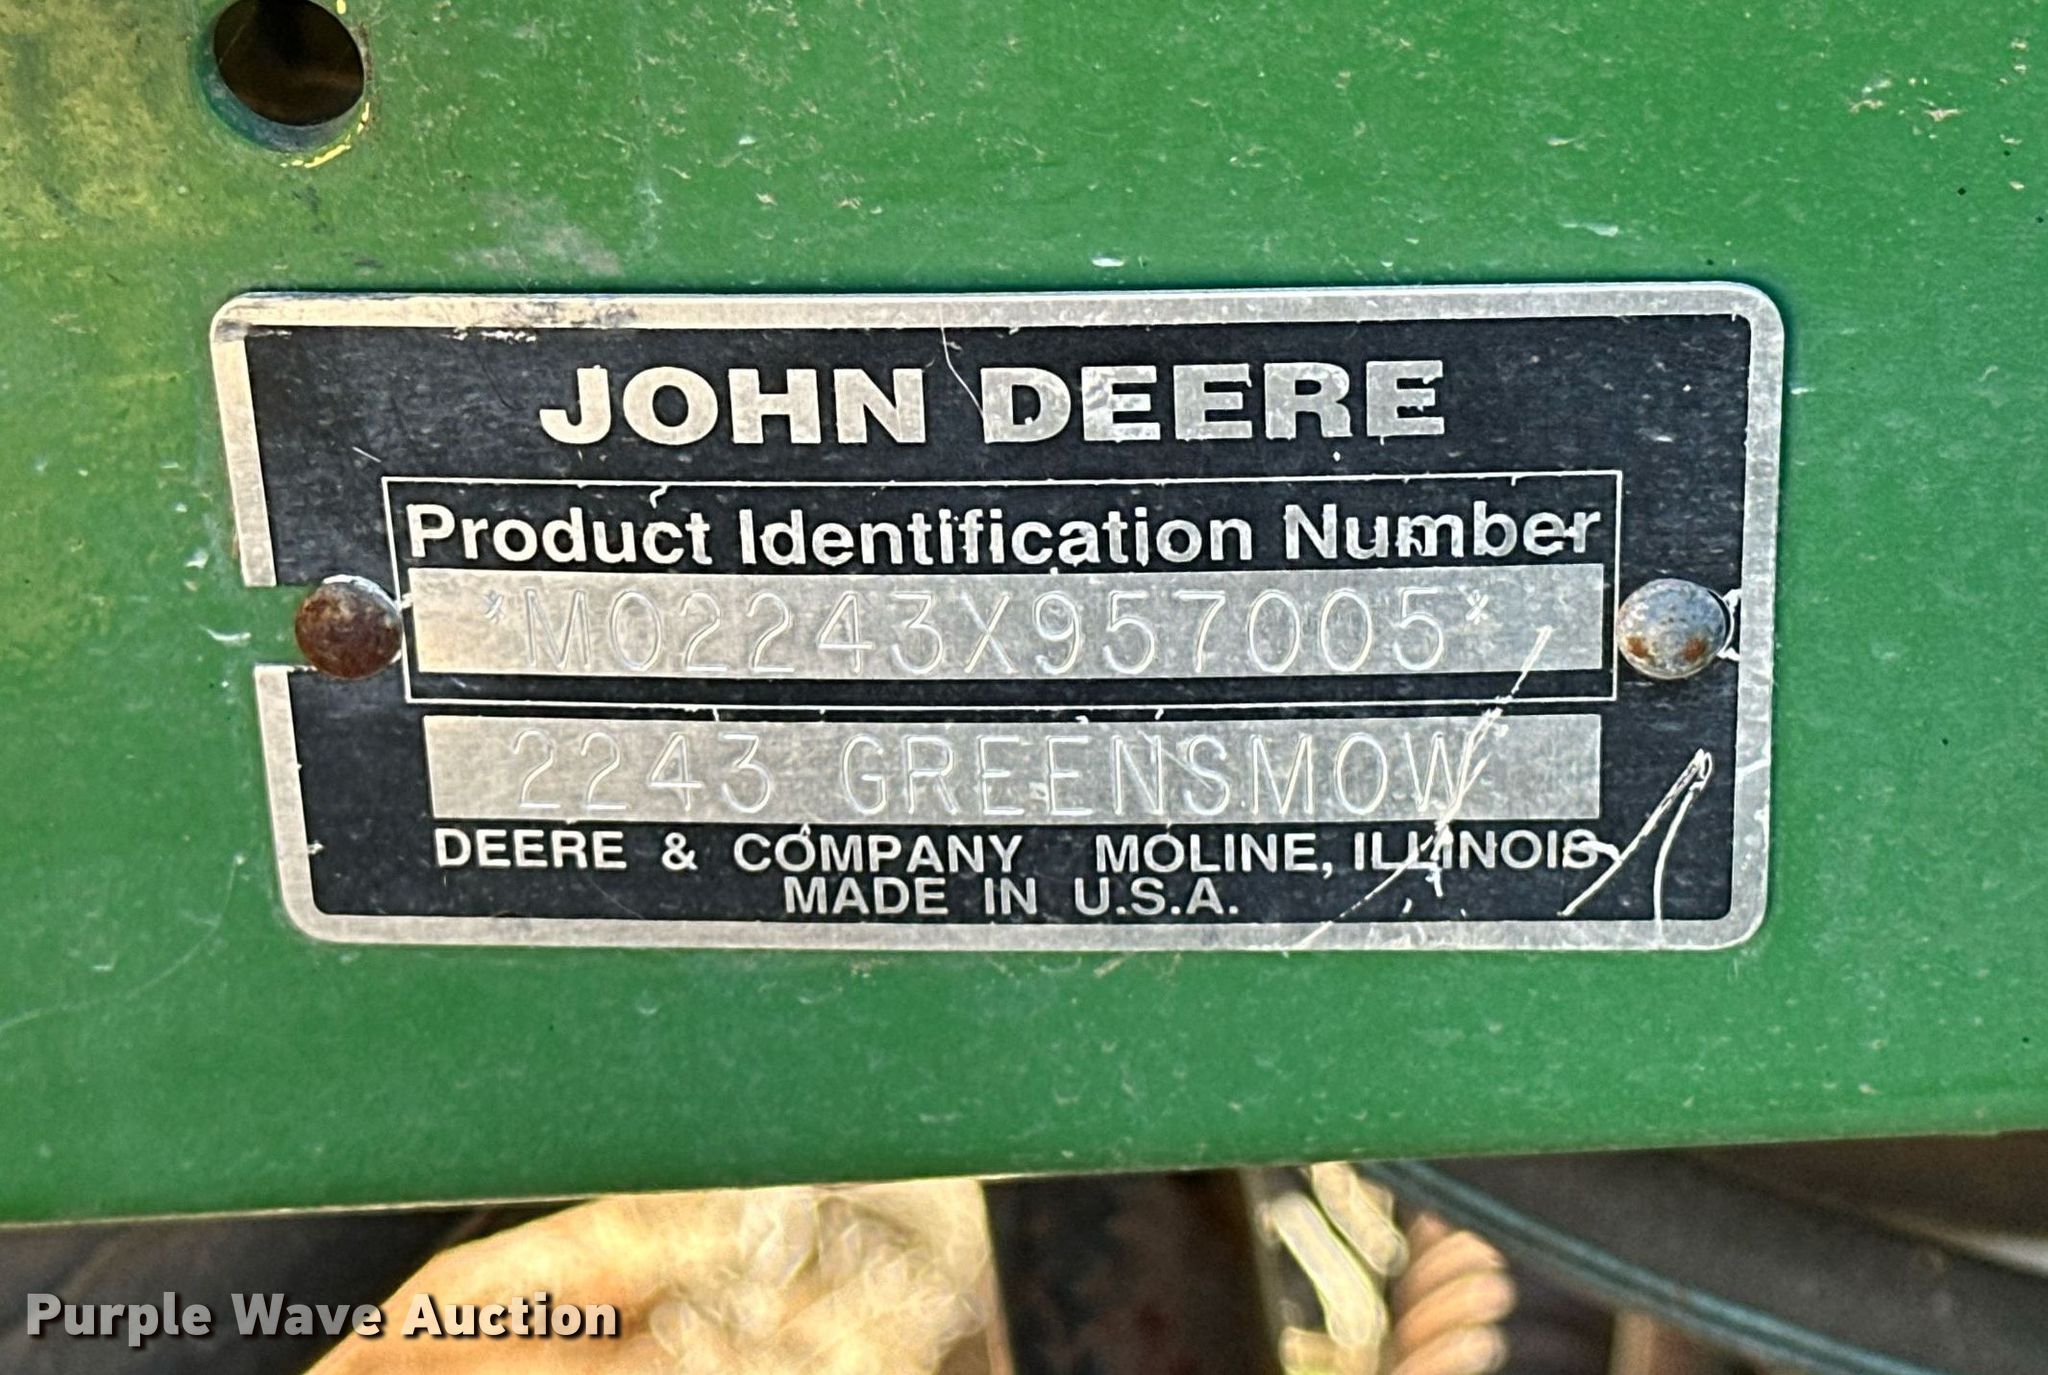 JOHN DEERE
Product Identification Number
*M02243X957005*
2243 GREENSMOW
DEERE & COMPANY MOLINE, ILLINOIS
MADE IN U.S.A.
Purple Wave Auction